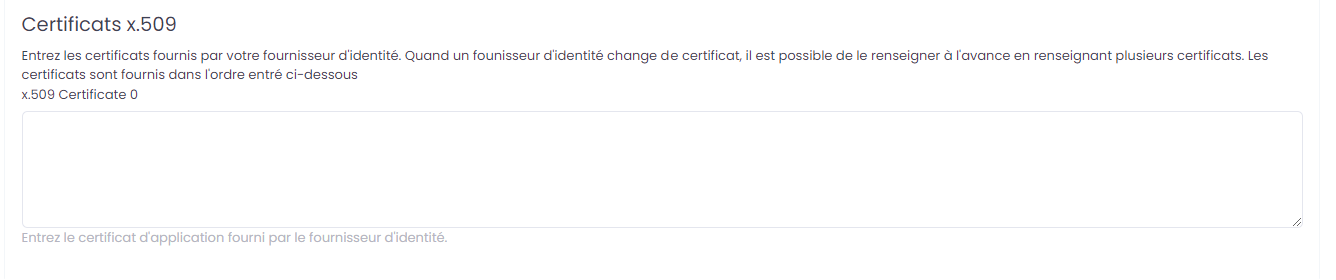 Certificats x.509
Entrez les certificats fournis par votre fournisseur d'identité. Quand un founisseur d'identité change de certificat, il est possible de le renseigner à l'avance en renseignant plusieurs certificats. Les
certificats sont fournis dans l'ordre entré ci-dessous
x.509 Certificate 0
Entrez le certificat d'application fourni par le fournisseur d'identité.